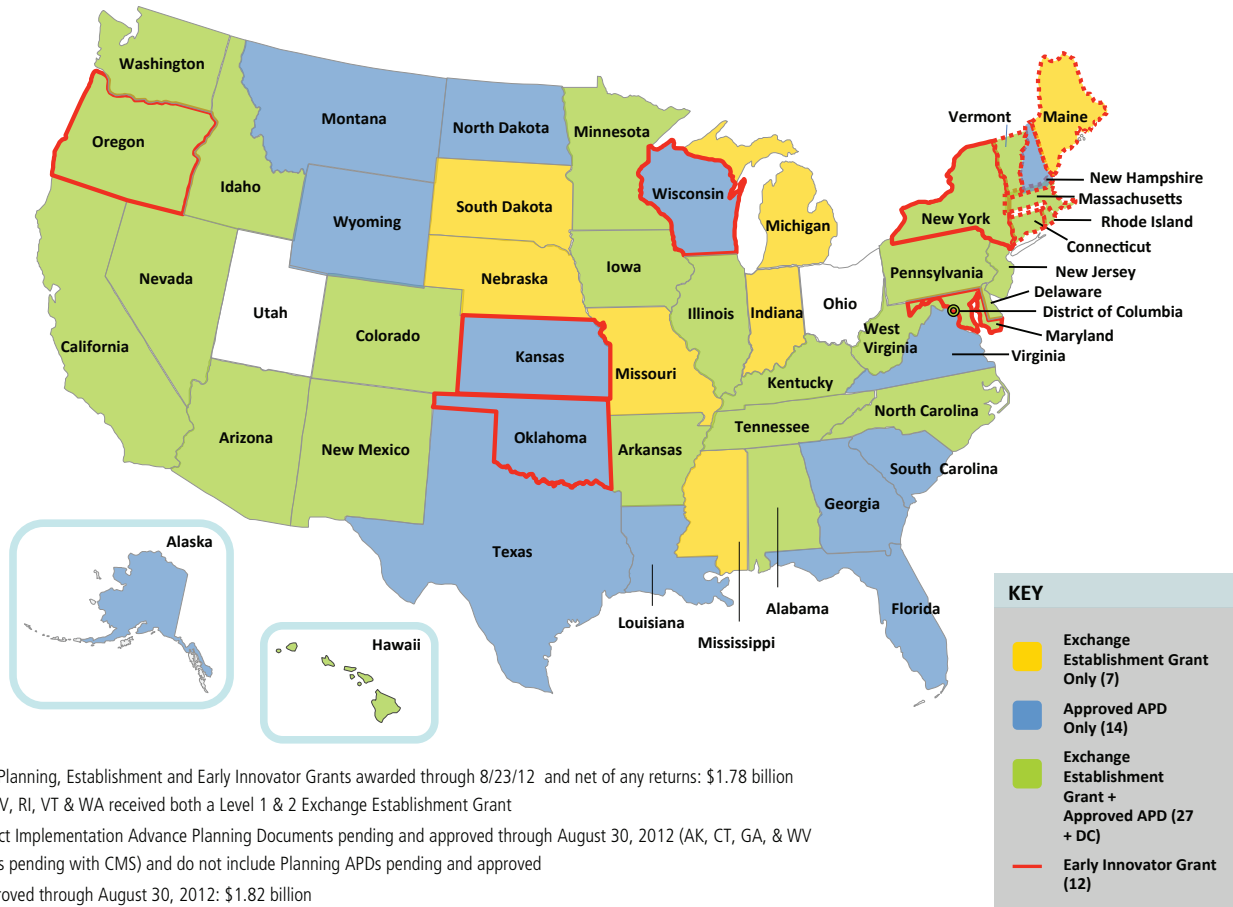 Washington
Oregon
Idaho
Montana
North Dakota
Minnesota
Wisconsin
Michigan
Vermont
Maine
New Hampshire
Massachusetts
Rhode Island
Connecticut
New York
Wyoming
South Dakota
Nebraska
Iowa
Pennsylvania
New Jersey
Delaware
District of Columbia
Maryland
Virginia
Nevada
Utah
Colorado
California
Kansas
Missouri
Illinois
Indiana
Ohio
West
Virginia
Kentucky
Arizona
New Mexico
Oklahoma
Arkansas
Tennessee
North Carolina
South Carolina
Georgia
Texas
Louisiana
Mississippi
Alabama
Florida
Alaska
Hawaii
KEY
Exchange
Establishment Grant
Only (7)
Approved APD
Only (14)
Exchange
Establishment
Grant +
Approved APD (27
+ DC)
Early Innovator Grant
(12)
Planning, Establishment and Early Innovator Grants awarded through 8/23/12 and net of any returns: $1.78 billion
V, RI, VT & WA received both a Level 1 & 2 Exchange Establishment Grant
ct Implementation Advance Planning Documents pending and approved through August 30, 2012 (AK, CT, GA, & WV
s pending with CMS) and do not include Planning APDs pending and approved
roved through August 30, 2012: $1.82 billion